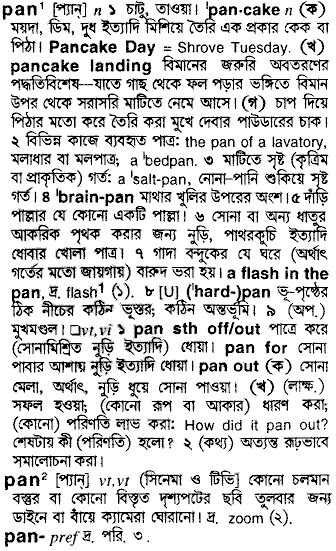 pan¹ [প্যান্] n ১ চাটু, তাওয়া। ˈpan-cake n (ক)
ময়দা, ডিম, দুধ ইত্যাদি মিশিয়ে তৈরি এক প্রকার কেক বা
পিঠা। Pancake Day = Shrove Tuesday. (খ)
pancake landing বিমানের জরুরি অবতরণের
পদ্ধতিবিশেষ—যাতে গাছ থেকে ফল পড়ার ভঙ্গিতে বিমান
উপর থেকে সরাসরি মাটিতে নেমে আসে। (গ) চাপ দিয়ে
পিঠার মতো করে তৈরি করা মুখে দেবার পাউডারের চাক।
২ বিভিন্ন কাজে ব্যবহৃত পাত্র: the pan of a lavatory,
মলাধার বা মলপাত্র; a ˈbedpan. ৩ মাটিতে সৃষ্ট (কৃত্রিম
বা প্রাকৃতিক) গর্ত: a ˈsalt-pan, নোনা-পানি শুকিয়ে সৃষ্ট
গর্ত। ৪ ˈbrain-pan মাথার খুলির উপরের অংশ। ৫ দাঁড়ি
পাল্লার যে কোনো একটি পাল্লা। ৬ সোনা বা অন্য ধাতুর
আকরিক পৃথক করার জন্য নুড়ি, পাথরকুচি ইত্যাদি
ধোবার খোলা পাত্র। ৭ গাদা বন্দুকের যে ঘরে (অর্থাৎ
গর্তের মতো জায়গায়) বারুদ ভরা হয়। a flash in the
pan, দ্র. flash¹ (১). ৮ [U] (ˈhard-)pan ভূ-পৃষ্ঠের
ঠিক নীচের কঠিন ভূস্তর; কঠিন অন্তর্ভূমি। ৯ (অপ.)
মুখমণ্ডল। □vt,vi ১ pan sth off/out পাত্রে করে
(সোনামিশ্রিত নুড়ি ইত্যাদি) ধোয়া। pan for সোনা
পাবার আশায় নুড়ি ইত্যাদি ধোয়া। pan out (ক) সোনা
মেলা, অর্থাৎ, নুড়ি ধুয়ে সোনা পাওয়া। (খ) (লাক্ষ.)
সফল হওয়া; (কোনো রূপ বা আকার) ধারণ করা;
(কোনো) পরিণতি লাভ করা: How did it pan out?
শেষটায় কী (পরিণতি) হলো? ২ (কথ্য) অত্যন্ত রূঢ়ভাবে
সমালোচনা করা।
pan² [প্যান্] vt,vt (সিনেমা ও টিভি) কোনো চলমান
বস্তুর বা কোনো বিস্তৃত দৃশ্যপটের ছবি তুলবার জন্য
ডাইনে বা বাঁয়ে ক্যামেরা ঘোরানো। দ্র. zoom (২).
pan- pref দ্র. পরি. ৩.